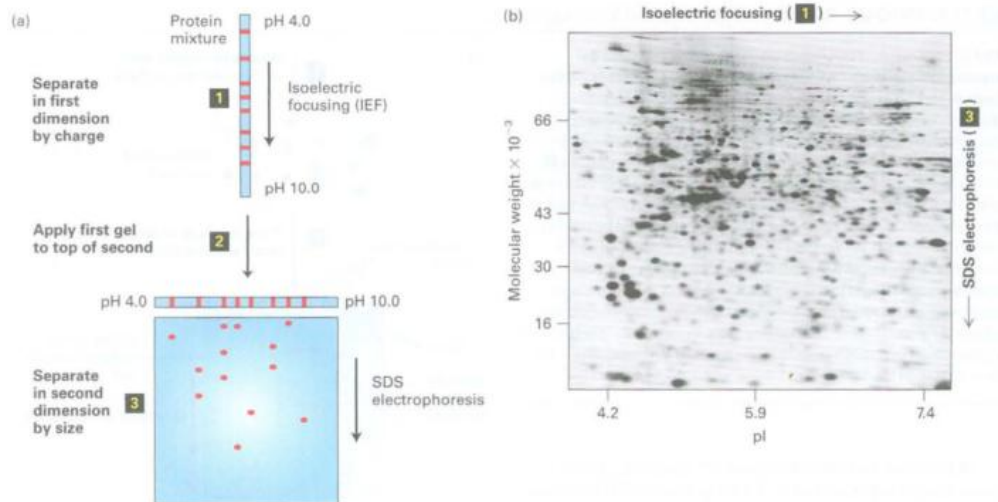 (a)
Protein
mixture
pH 4.0
Separate
in first
dimension
by charge
1
Isoelectric
focusing (IEF)
pH 10.0
Apply first gel
to top of second
2
pH 4.0
pH 10.0
Separate
in second
dimension
by size
3
SDS
electrophoresis
(b)
Isoelectric focusing ( 1 )
Molecular weight × 10⁻³
66
43
30
16
SDS electrophoresis ( 3 )
4.2
5.9
7.4
pI